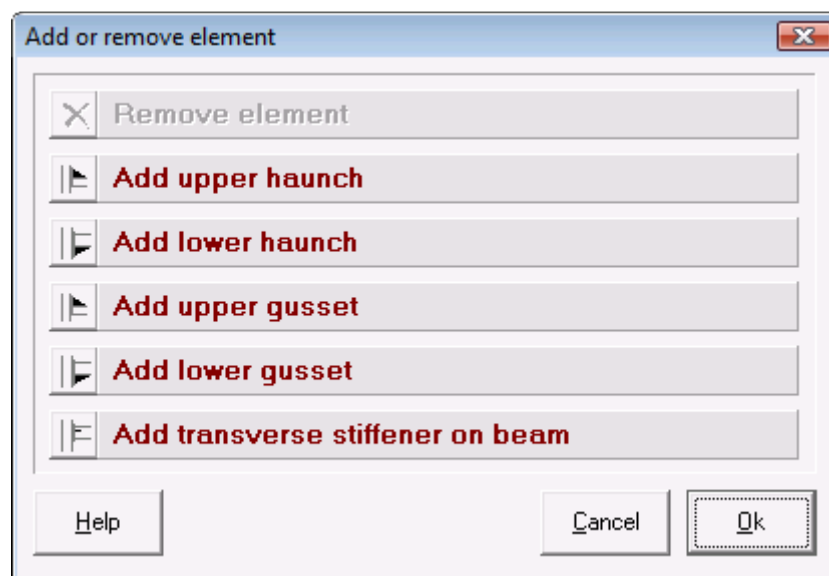 Add or remove element
Remove element
Add upper haunch
Add lower haunch
Add upper gusset
Add lower gusset
Add transverse stiffener on beam
Help Cancel Ok